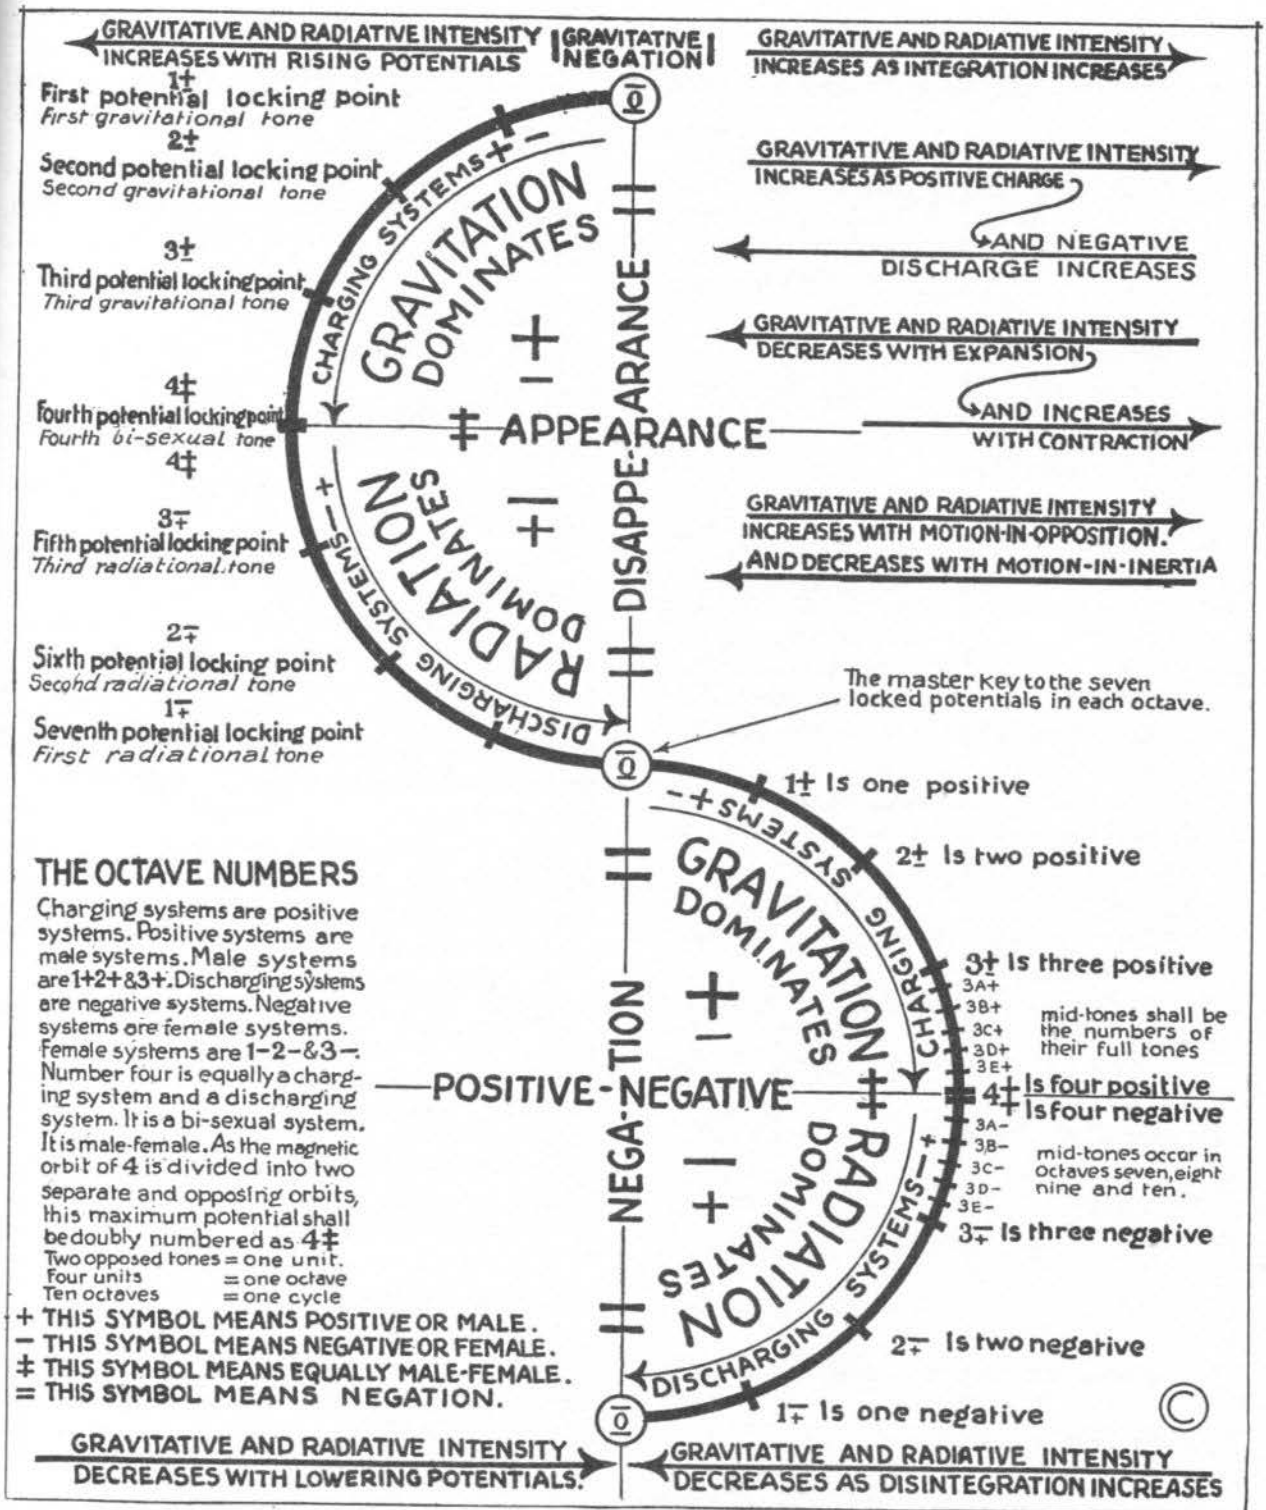 GRAVITATIVE AND RADIATIVE INTENSITY
INCREASES WITH RISING POTENTIALS
GRAVITATIVE
NEGATION
GRAVITATIVE AND RADIATIVE INTENSITY
INCREASES AS INTEGRATION INCREASES
1±
First potential locking point
First gravitational tone
2±
Second potential locking point
Second gravitational tone
3±
Third potential locking point
Third gravitational tone
4‡
Fourth potential locking point
Fourth bi-sexual tone
4‡
3∓
Fifth potential locking point
Third radiational tone
2∓
Sixth potential locking point
Second radiational tone
1∓
Seventh potential locking point
First radiational tone
0
CHARGING SYSTEMS + -
GRAVITATION
DOMINATES
+
-
=
DISAPPE-ARANCE
‡ APPEARANCE
-
+
RADIATION
DOMINATES
DISCHARGING SYSTEMS - +
=
GRAVITATIVE AND RADIATIVE INTENSITY
INCREASES AS POSITIVE CHARGE
AND NEGATIVE
DISCHARGE INCREASES
GRAVITATIVE AND RADIATIVE INTENSITY
DECREASES WITH EXPANSION,
AND INCREASES
WITH CONTRACTION
GRAVITATIVE AND RADIATIVE INTENSITY
INCREASES WITH MOTION-IN-OPPOSITION.
AND DECREASES WITH MOTION-IN-INERTIA
The master key to the seven
locked potentials in each octave.
0
1± Is one positive
2± Is two positive
3± Is three positive
3A+
3B+
3C+
3D+
3E+
mid-tones shall be
the numbers of
their full tones
4‡ Is four positive
Is four negative
3A-
3B-
3C-
3D-
3E-
mid-tones occur in
octaves seven, eight
nine and ten.
3∓ Is three negative
2∓ Is two negative
1∓ Is one negative
CHARGING SYSTEMS + -
GRAVITATION
DOMINATES
=
+
-
NEGA-TION
POSITIVE-NEGATIVE ‡
-
+
RADIATION
DOMINATES
DISCHARGING SYSTEMS - +
=
0
THE OCTAVE NUMBERS
Charging systems are positive
systems. Positive systems are
male systems. Male systems
are 1+2+&3+. Discharging systems
are negative systems. Negative
systems are female systems.
Female systems are 1-2-&3-.
Number four is equally a charg-
ing system and a discharging
system. It is a bi-sexual system.
It is male-female. As the magnetic
orbit of 4 is divided into two
separate and opposing orbits,
this maximum potential shall
be doubly numbered as 4‡
Two opposed tones = one unit.
Four units = one octave
Ten octaves = one cycle
+ THIS SYMBOL MEANS POSITIVE OR MALE.
- THIS SYMBOL MEANS NEGATIVE OR FEMALE.
‡ THIS SYMBOL MEANS EQUALLY MALE-FEMALE.
= THIS SYMBOL MEANS NEGATION.
©
GRAVITATIVE AND RADIATIVE INTENSITY
DECREASES WITH LOWERING POTENTIALS.
GRAVITATIVE AND RADIATIVE INTENSITY
DECREASES AS DISINTEGRATION INCREASES